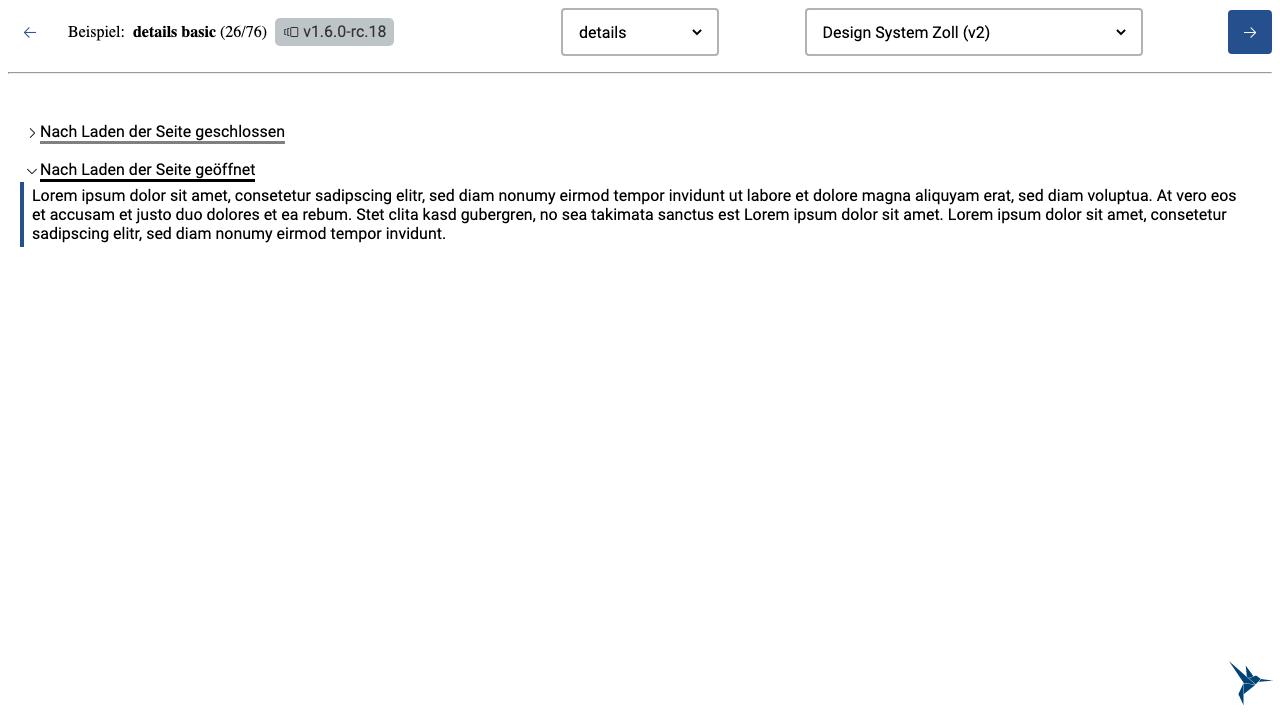 Beispiel: details basic (26/76) v1.6.0-rc.18 details Design System Zoll (v2)
Nach Laden der Seite geschlossen
Nach Laden der Seite geöffnet
Lorem ipsum dolor sit amet, consetetur sadipscing elitr, sed diam nonumy eirmod tempor invidunt ut labore et dolore magna aliquyam erat, sed diam voluptua. At vero eos
et accusam et justo duo dolores et ea rebum. Stet clita kasd gubergren, no sea takimata sanctus est Lorem ipsum dolor sit amet. Lorem ipsum dolor sit amet, consetetur
sadipscing elitr, sed diam nonumy eirmod tempor invidunt.